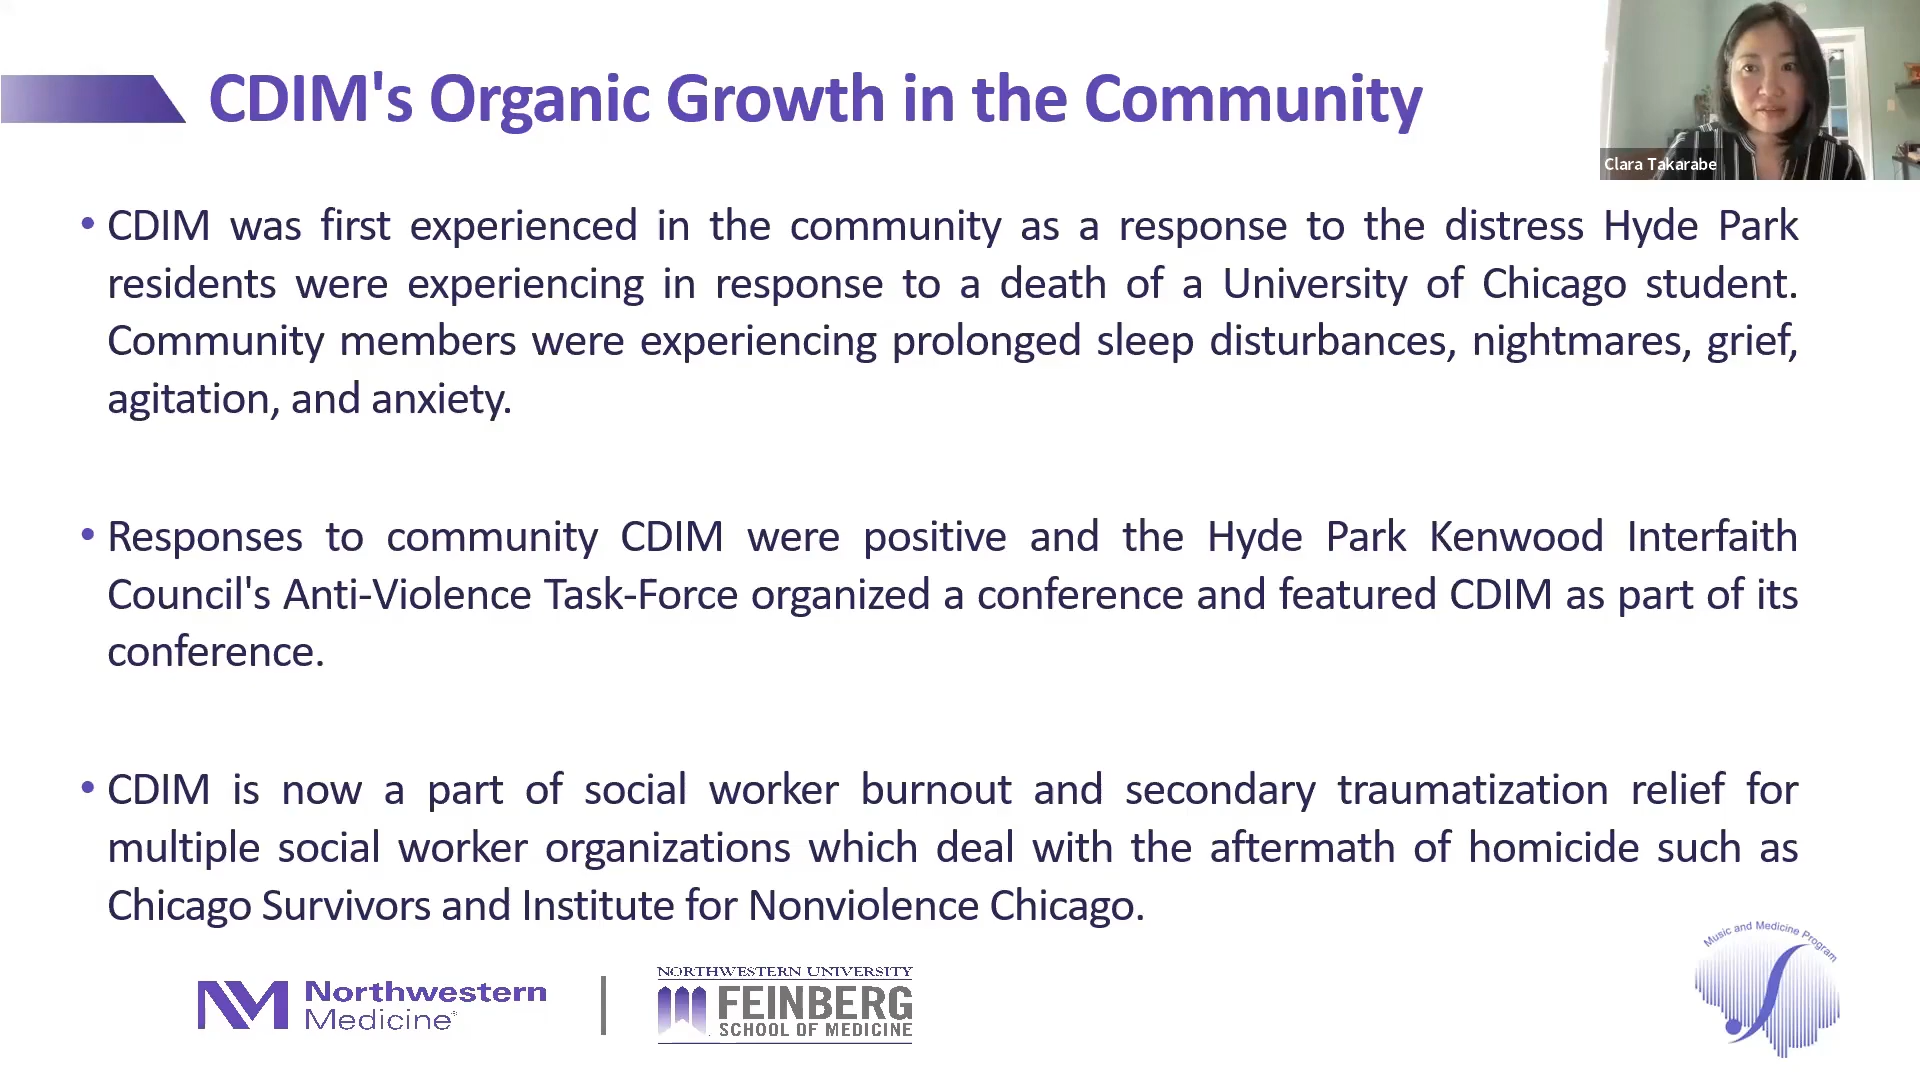 CDIM's Organic Growth in the Community
Clara Takarabe
• CDIM was first experienced in the community as a response to the distress Hyde Park
residents were experiencing in response to a death of a University of Chicago student.
Community members were experiencing prolonged sleep disturbances, nightmares, grief,
agitation, and anxiety.
• Responses to community CDIM were positive and the Hyde Park Kenwood Interfaith
Council's Anti-Violence Task-Force organized a conference and featured CDIM as part of its
conference.
• CDIM is now a part of social worker burnout and secondary traumatization relief for
multiple social worker organizations which deal with the aftermath of homicide such as
Chicago Survivors and Institute for Nonviolence Chicago.
Music and Medicine Program
Northwestern
Medicine®
NORTHWESTERN UNIVERSITY
FEINBERG
SCHOOL OF MEDICINE